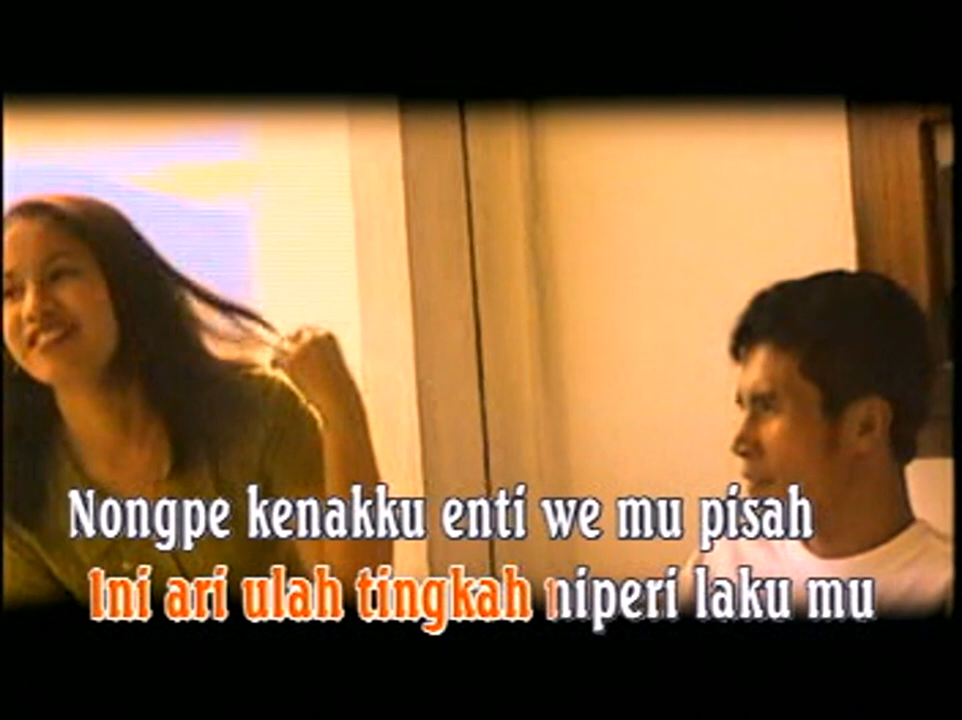 Nongpe kenakku enti we mu pisah
Ini ari ulah tingkah niperi laku mu